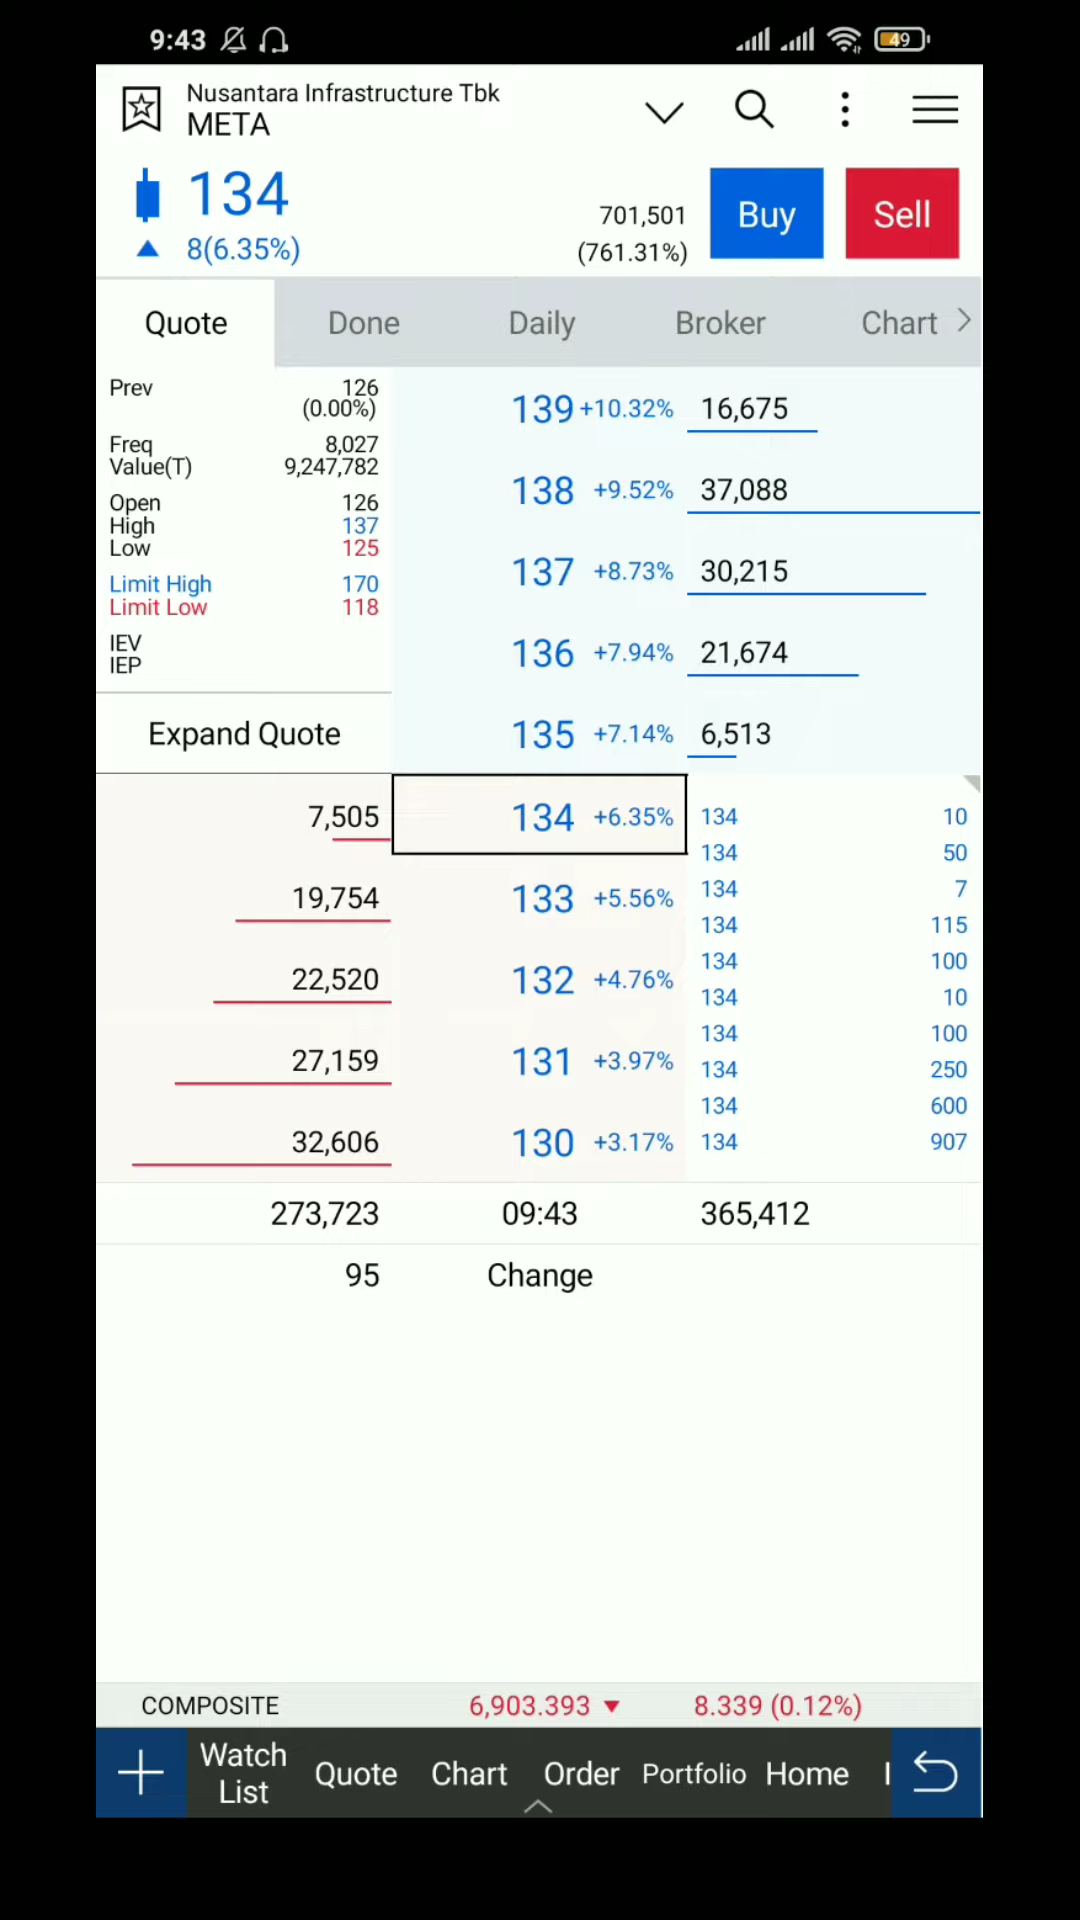 9:43
49
Nusantara Infrastructure Tbk
META
134
8(6.35%)
701,501
(761.31%)
Buy
Sell
Quote Done Daily Broker Chart
Prev 126
(0.00%)
Freq 8,027
Value(T) 9,247,782
Open 126
High 137
Low 125
Limit High 170
Limit Low 118
IEV
IEP
Expand Quote
139 +10.32% 16,675
138 +9.52% 37,088
137 +8.73% 30,215
136 +7.94% 21,674
135 +7.14% 6,513
7,505 134 +6.35%
19,754 133 +5.56%
22,520 132 +4.76%
27,159 131 +3.97%
32,606 130 +3.17%
134 10
134 50
134 7
134 115
134 100
134 10
134 100
134 250
134 600
134 907
273,723 09:43 365,412
95 Change
COMPOSITE 6,903.393 8.339 (0.12%)
Watch List Quote Chart Order Portfolio Home